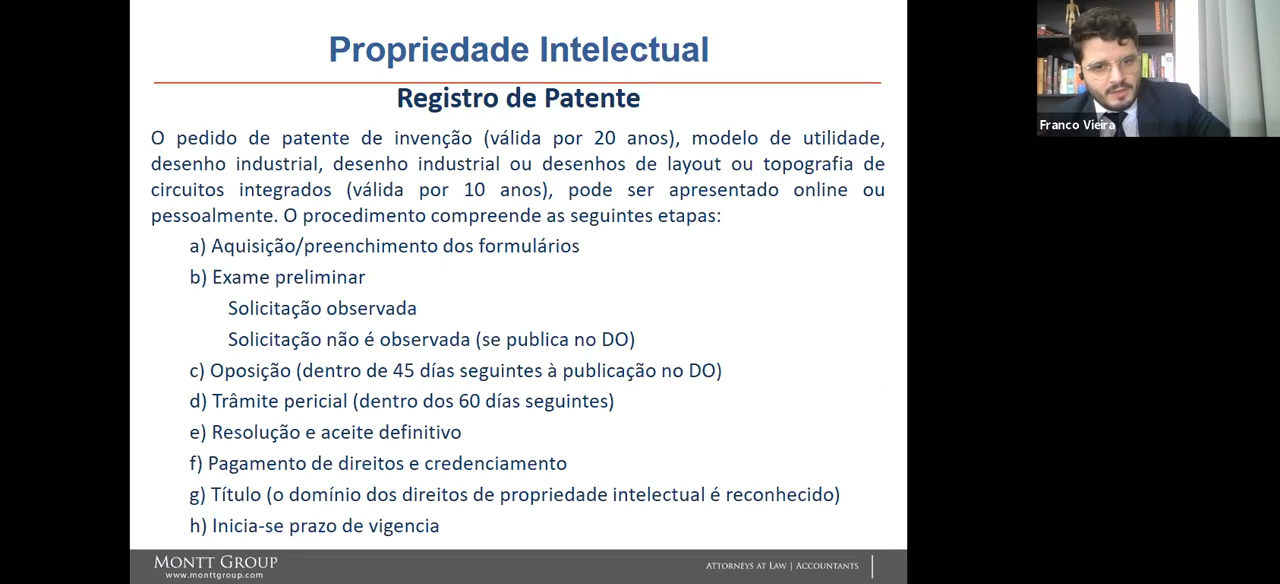 Propriedade Intelectual
Registro de Patente
O pedido de patente de invenção (válida por 20 anos), modelo de utilidade,
desenho industrial, desenho industrial ou desenhos de layout ou topografia de
circuitos integrados (válida por 10 anos), pode ser apresentado online ou
pessoalmente. O procedimento compreende as seguintes etapas:
a) Aquisição/preenchimento dos formulários
b) Exame preliminar
Solicitação observada
Solicitação não é observada (se publica no DO)
c) Oposição (dentro de 45 días seguintes à publicação no DO)
d) Trâmite pericial (dentro dos 60 días seguintes)
e) Resolução e aceite definitivo
f) Pagamento de direitos e credenciamento
g) Título (o domínio dos direitos de propriedade intelectual é reconhecido)
h) Inicia-se prazo de vigencia
MONTT GROUP
www.monttgroup.com
ATTORNEYS AT LAW | ACCOUNTANTS
Franco Vieira